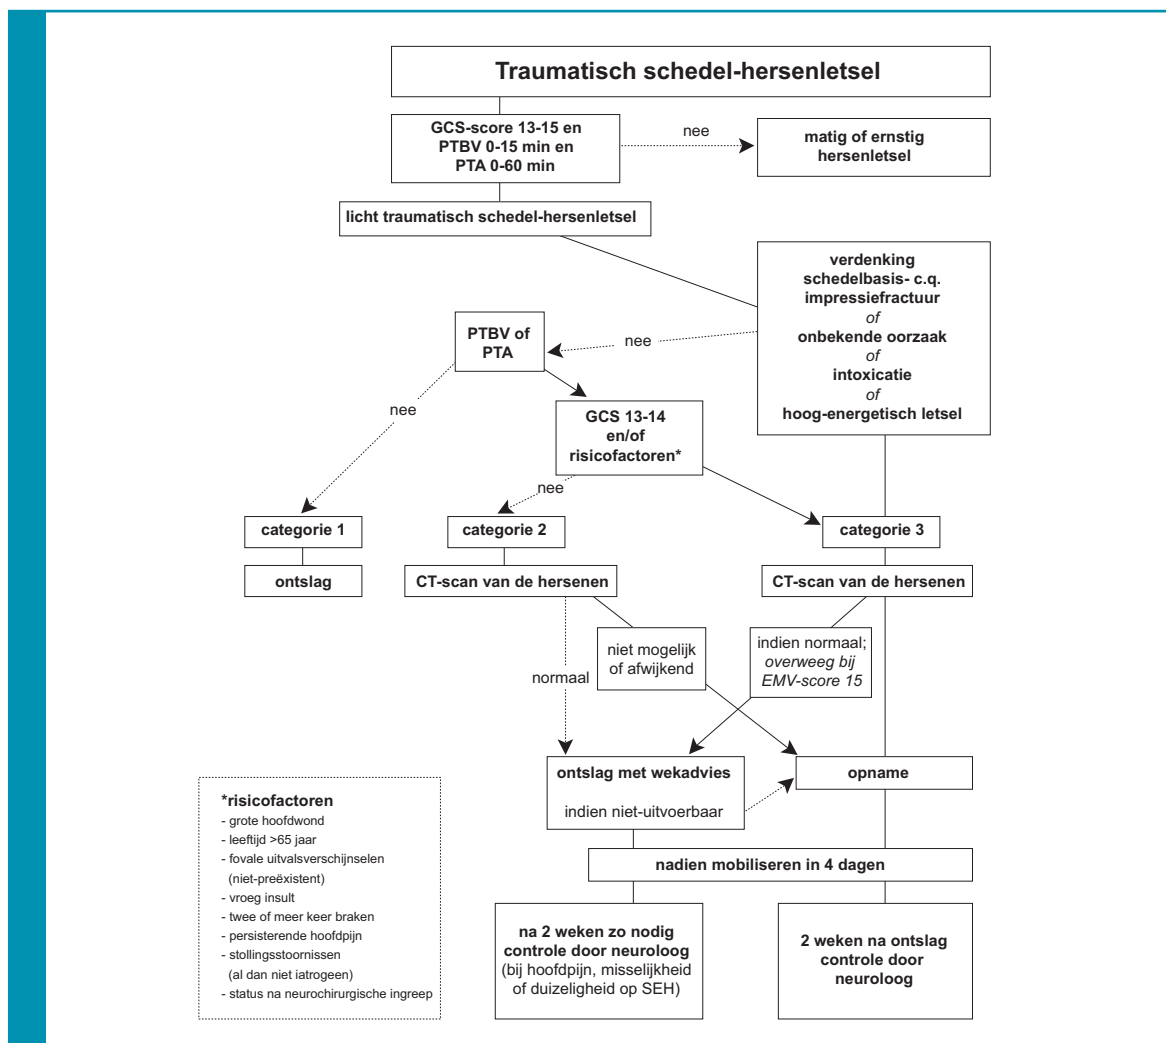 Traumatisch schedel-hersenletsel
GCS-score 13-15 en
PTBV 0-15 min en
PTA 0-60 min
nee
matig of ernstig
hersenletsel
licht traumatisch schedel-hersenletsel
verdenking
schedelbasis- c.q.
impressiefractuur
of
onbekende oorzaak
of
intoxicatie
of
hoog-energetisch letsel
nee
PTBV of
PTA
nee
GCS 13-14
en/of
risicofactoren*
nee
categorie 1
categorie 2
categorie 3
ontslag
CT-scan van de hersenen
CT-scan van de hersenen
normaal
niet mogelijk
of afwijkend
indien normaal;
overweeg bij
EMV-score 15
ontslag met wekadvies
indien niet-uitvoerbaar
opname
nadien mobiliseren in 4 dagen
na 2 weken zo nodig
controle door neuroloog
(bij hoofdpijn, misselijkheid
of duizeligheid op SEH)
2 weken na ontslag
controle door
neuroloog
*risicofactoren
- grote hoofdwond
- leeftijd >65 jaar
- fovale uitvalsverschijnselen
(niet-preëxistent)
- vroeg insult
- twee of meer keer braken
- persisterende hoofdpijn
- stollingsstoornissen
(al dan niet iatrogeen)
- status na neurochirurgische ingreep